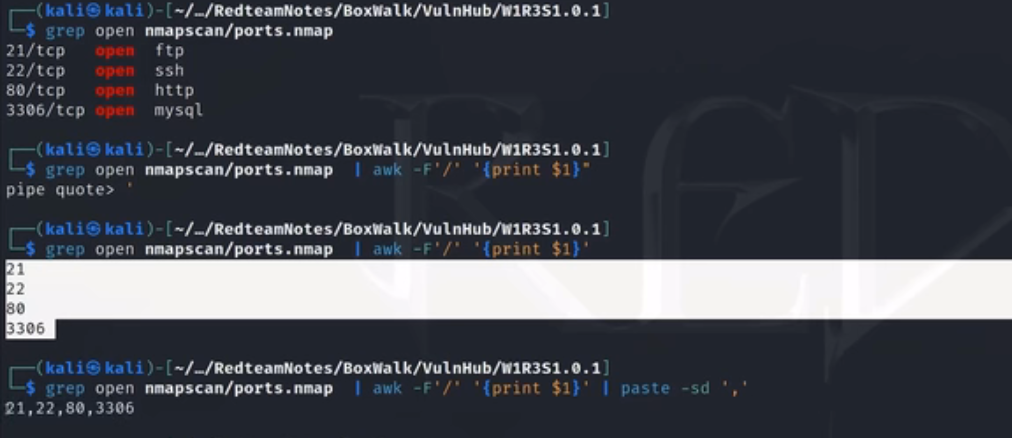 ┌──(kali㉿kali)-[~/…/RedteamNotes/BoxWalk/VulnHub/W1R3S1.0.1]
└─$ grep open nmapscan/ports.nmap
21/tcp   open  ftp
22/tcp   open  ssh
80/tcp   open  http
3306/tcp open  mysql
┌──(kali㉿kali)-[~/…/RedteamNotes/BoxWalk/VulnHub/W1R3S1.0.1]
└─$ grep open nmapscan/ports.nmap  | awk -F'/' '{print $1}"
pipe quote> '
┌──(kali㉿kali)-[~/…/RedteamNotes/BoxWalk/VulnHub/W1R3S1.0.1]
└─$ grep open nmapscan/ports.nmap  | awk -F'/' '{print $1}'
21
22
80
3306
┌──(kali㉿kali)-[~/…/RedteamNotes/BoxWalk/VulnHub/W1R3S1.0.1]
└─$ grep open nmapscan/ports.nmap  | awk -F'/' '{print $1}' | paste -sd ','
21,22,80,3306
RED